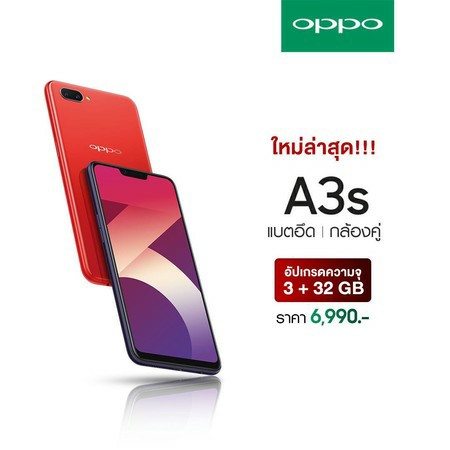 oppo
oppo
ใหม่ล่าสุด!!!
A3s
แบตอึด | กล้องคู่
อัปเกรดความจุ
3 + 32 GB
ราคา 6,990.-